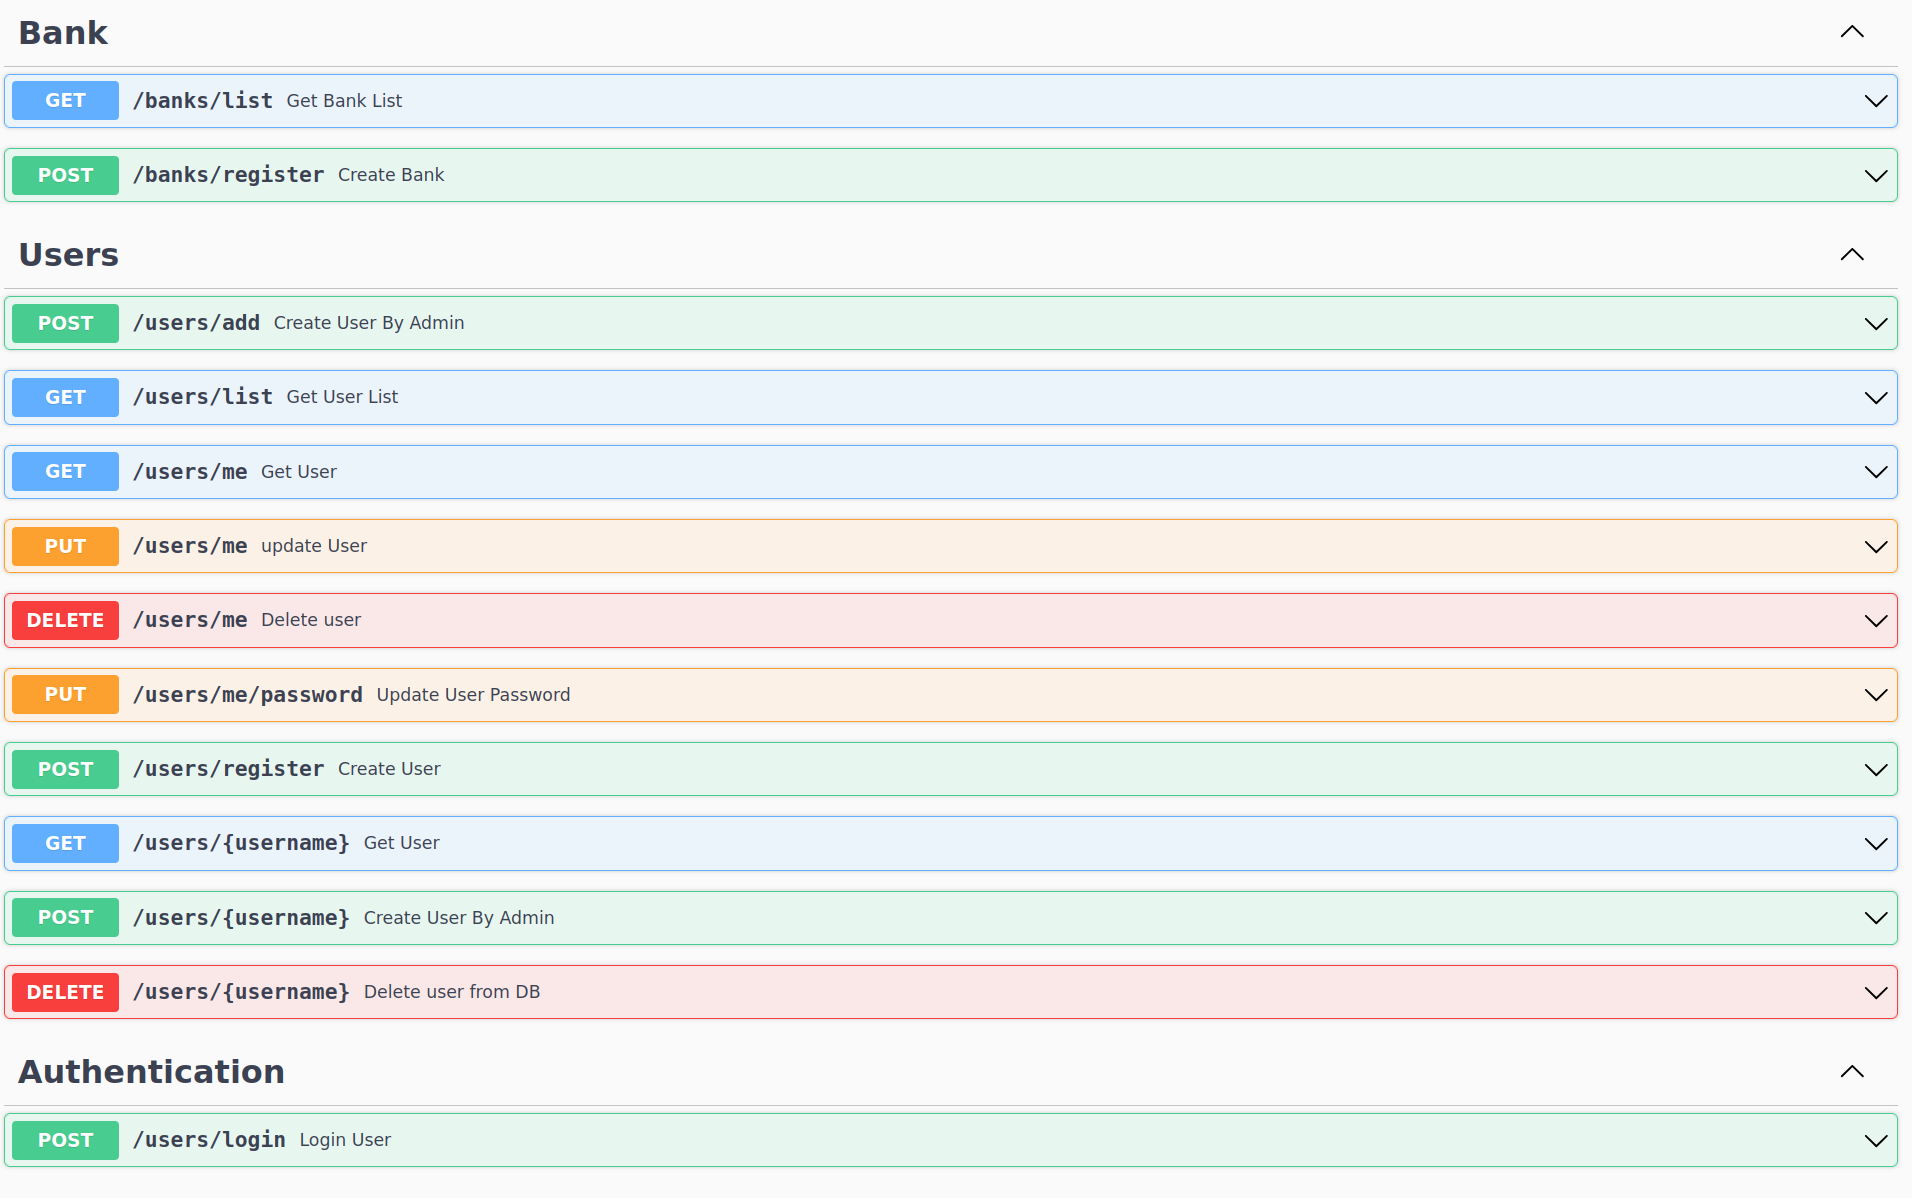 Bank
GET /banks/list Get Bank List
POST /banks/register Create Bank
Users
POST /users/add Create User By Admin
GET /users/list Get User List
GET /users/me Get User
PUT /users/me update User
DELETE /users/me Delete user
PUT /users/me/password Update User Password
POST /users/register Create User
GET /users/{username} Get User
POST /users/{username} Create User By Admin
DELETE /users/{username} Delete user from DB
Authentication
POST /users/login Login User